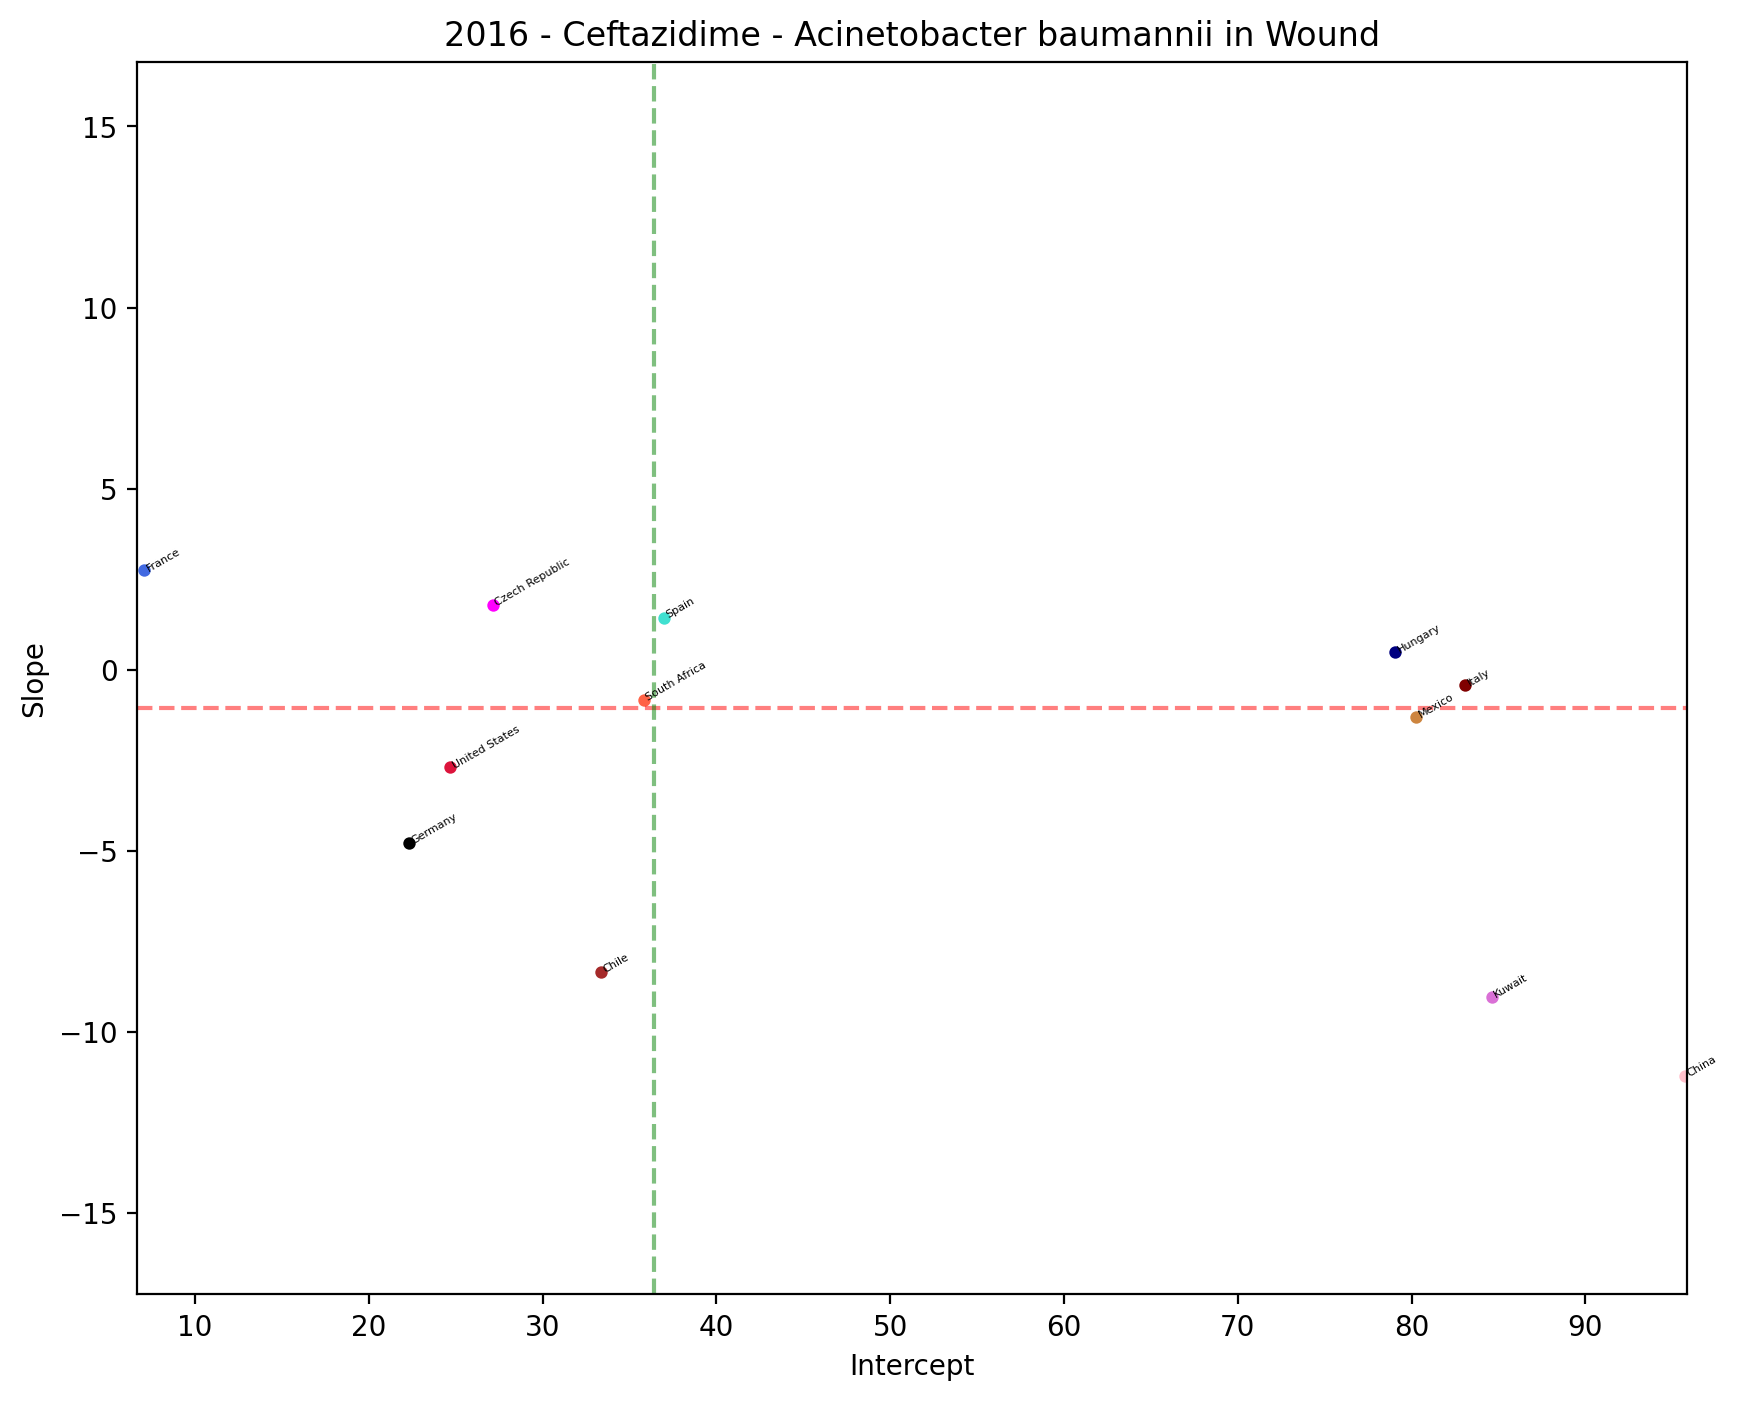 2016 - Ceftazidime - Acinetobacter baumannii in Wound
15
10
5
0
−5
−10
−15
Slope
France
Czech Republic
Spain
Hungary
South Africa
Italy
Mexico
United States
Germany
Chile
Kuwait
China
10
20
30
40
50
60
70
80
90
Intercept